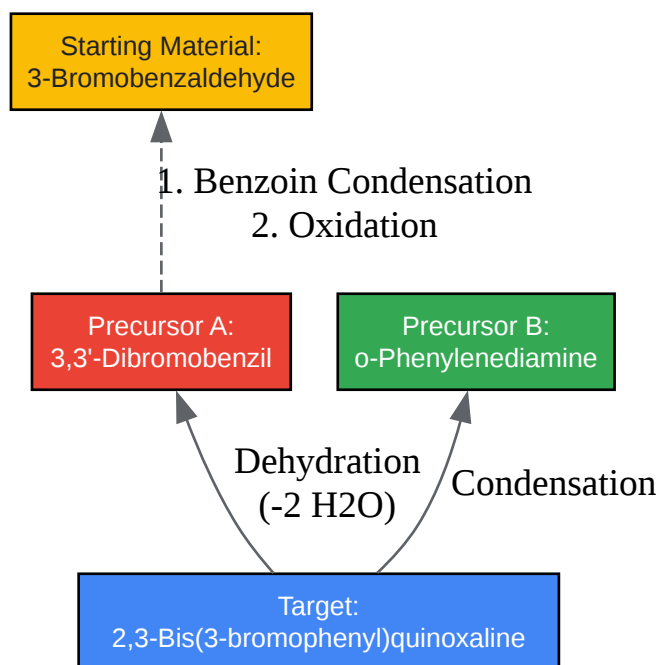 Starting Material:
3-Bromobenzaldehyde
1. Benzoin Condensation
2. Oxidation
Precursor A:
3,3'-Dibromobenzil
Precursor B:
o-Phenylenediamine
Dehydration
(-2 H2O)
Condensation
Target:
2,3-Bis(3-bromophenyl)quinoxaline